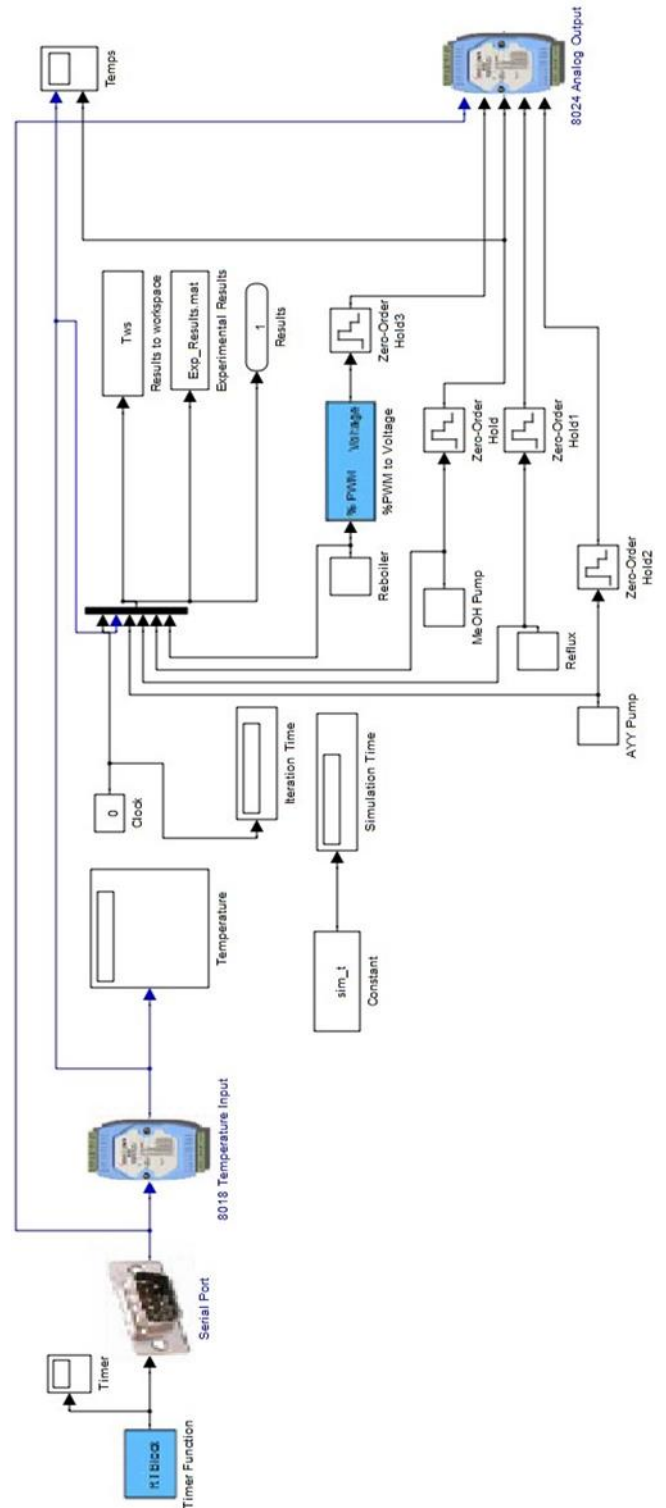 RT Block
Timer Function
Timer
Serial Port
8018 Temperature Input
Temperature
0
Clock
Iteration Time
sim_t
Constant
Simulation Time
Temps
Tws
Results to workspace
Exp_Results.mat
Experimental Results
1
Results
Reboiler
% PWM Voltage
%PWM to Voltage
Zero-Order
Hold3
MeOH Pump
Zero-Order
Hold
Reflux
Zero-Order
Hold1
AYY Pump
Zero-Order
Hold2
8024 Analog Output